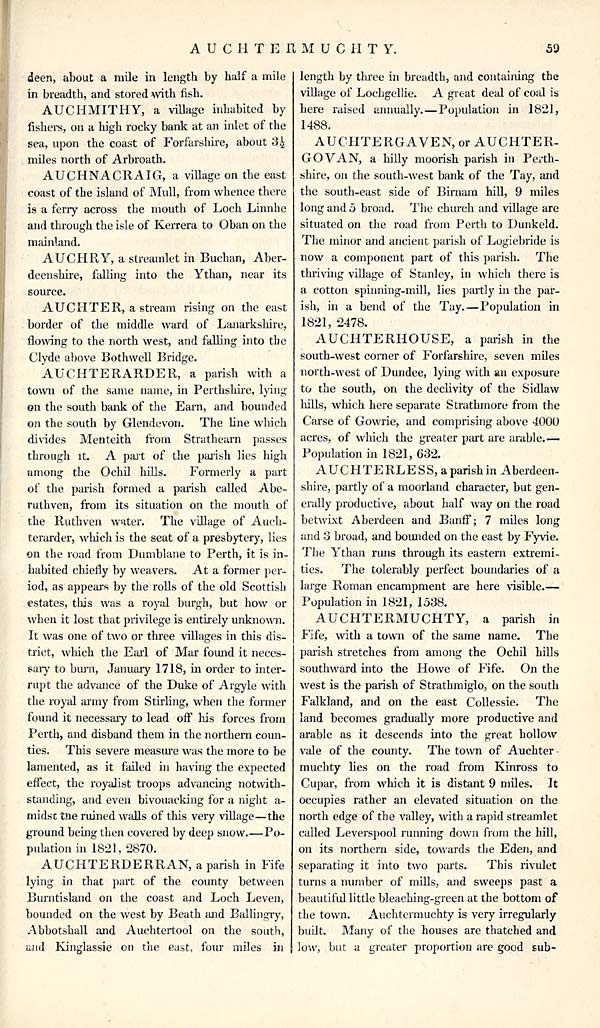 AUCHTERMUCHTY. 59
deen, about a mile in length by half a mile
in breadth, and stored with fish.
AUCHMITHY, a village inhabited by
fishers, on a high rocky bank at an inlet of the
sea, upon the coast of Forfarshire, about 3½
miles north of Arbroath.
AUCHNACRAIG, a village on the east
coast of the island of Mull, from whence there
is a ferry across the mouth of Loch Linnhe
and through the isle of Kerrera to Oban on the
mainland.
AUCHRY, a streamlet in Buchan, Aber-
deenshire, falling into the Ythan, near its
source.
AUCHTER, a stream rising on the east
border of the middle ward of Lanarkshire,
flowing to the north west, and falling into the
Clyde above Bothwell Bridge.
AUCHTERARDER, a parish with a
town of the same name, in Perthshire, lying
on the south bank of the Earn, and bounded
on the south by Glendevon. The line which
divides Menteith from Strathearn passes
through it. A part of the parish lies high
among the Ochil hills. Formerly a part
of the parish formed a parish called Abe-
ruthven, from its situation on the mouth of
the Ruthven water. The village of Auch-
terarder, which is the seat of a presbytery, lies
on the road from Dumblane to Perth, it is in-
habited chiefly by weavers. At a former per-
iod, as appears by the rolls of the old Scottish
estates, this was a royal burgh, but how or
when it lost that privilege is entirely unknown.
It was one of two or three villages in this dis-
trict, which the Earl of Mar found it neces-
sary to burn, January 1718, in order to inter-
rupt the advance of the Duke of Argyle with
the royal army from Stirling, when the former
found it necessary to lead off his forces from
Perth, and disband them in the northern coun-
ties. This severe measure was the more to be
lamented, as it failed in having the expected
effect, the royalist troops advancing notwith-
standing, and even bivouacking for a night a-
midst the ruined walls of this very village—the
ground being then covered by deep snow.—Po-
pulation in 1821, 2870.
AUCHTERDERRAN, a parish in Fife
lying in that part of the county between
Burntisland on the coast and Loch Leven,
bounded on the west by Beath and Ballingry,
Abbotshall and Auchtertool on the south,
and Kinglassie on the east, four miles in
length by three in breadth, and containing the
village of Lochgellie. A great deal of coal is
here raised annually.—Population in 1821,
1488.
AUCHTERGAVEN, or AUCHTER-
GOVAN, a hilly moorish parish in Perth-
shire, on the south-west bank of the Tay, and
the south-east side of Birnam hill, 9 miles
long and 5 broad. The church and village are
situated on the road from Perth to Dunkeld.
The minor and ancient parish of Logiebride is
now a component part of this parish. The
thriving village of Stanley, in which there is
a cotton spinning-mill, lies partly in the par-
ish, in a bend of the Tay.—Population in
1821, 2478.
AUCHTERHOUSE, a parish in the
south-west corner of Forfarshire, seven miles
north-west of Dundee, lying with an exposure
to the south, on the declivity of the Sidlaw
hills, which here separate Strathmore from the
Carse of Gowrie, and comprising above 4000
acres, of which the greater part are arable.—
Population in 1821, 632.
AUCHTERLESS, a parish in Aberdeen-
shire, partly of a moorland character, but gen-
erally productive, about half way on the road
betwixt Aberdeen and Banff; 7 miles long
and 3 broad, and bounded on the east by Fyvie.
The Ythan runs through its eastern extremi-
ties. The tolerably perfect boundaries of a
large Roman encampment are here visible.—
Population in 1821, 1538.
AUCHTERMUCHTY, a parish in
Fife, with a town of the same name. The
parish stretches from among the Ochil hills
southward into the Howe of Fife. On the
west is the parish of Strathmiglo, on the south
Falkland, and on the east Collessie. The
land becomes gradually more productive and
arable as it descends into the great hollow
vale of the county. The town of Auchter-
muchty lies on the road from Kinross to
Cupar, from which it is distant 9 miles. It
occupies rather an elevated situation on the
north edge of the valley, with a rapid streamlet
called Leverspool running down from the hill,
on its northern side, towards the Eden, and
separating it into two parts. This rivulet
turns a number of mills, and sweeps past a
beautiful little bleaching-green at the bottom of
the town. Auchtermuchty is very irregularly
built. Many of the houses are thatched and
low, but a greater proportion are good sub-